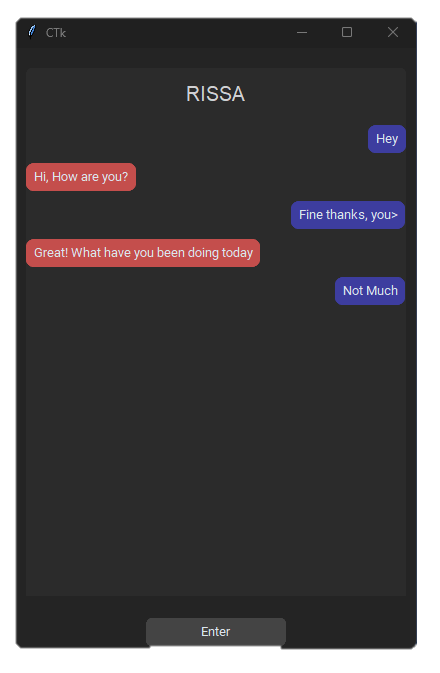 CTk
RISSA
Hey
Hi, How are you?
Fine thanks, you>
Great! What have you been doing today
Not Much
Enter